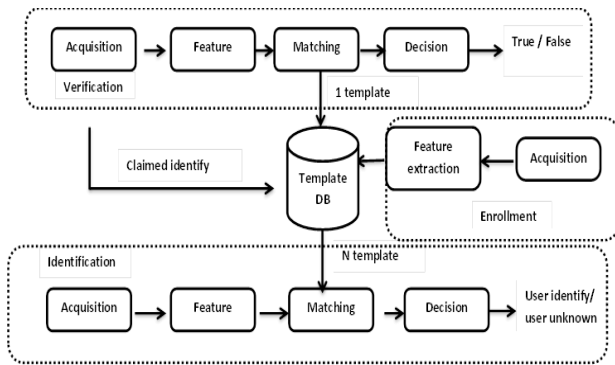 Acquisition
Feature
Matching
Decision
True / False
Verification
1 template
Claimed identify
Template
DB
Feature
extraction
Acquisition
Enrollment
Identification
N template
Acquisition
Feature
Matching
Decision
User identify/
user unknown